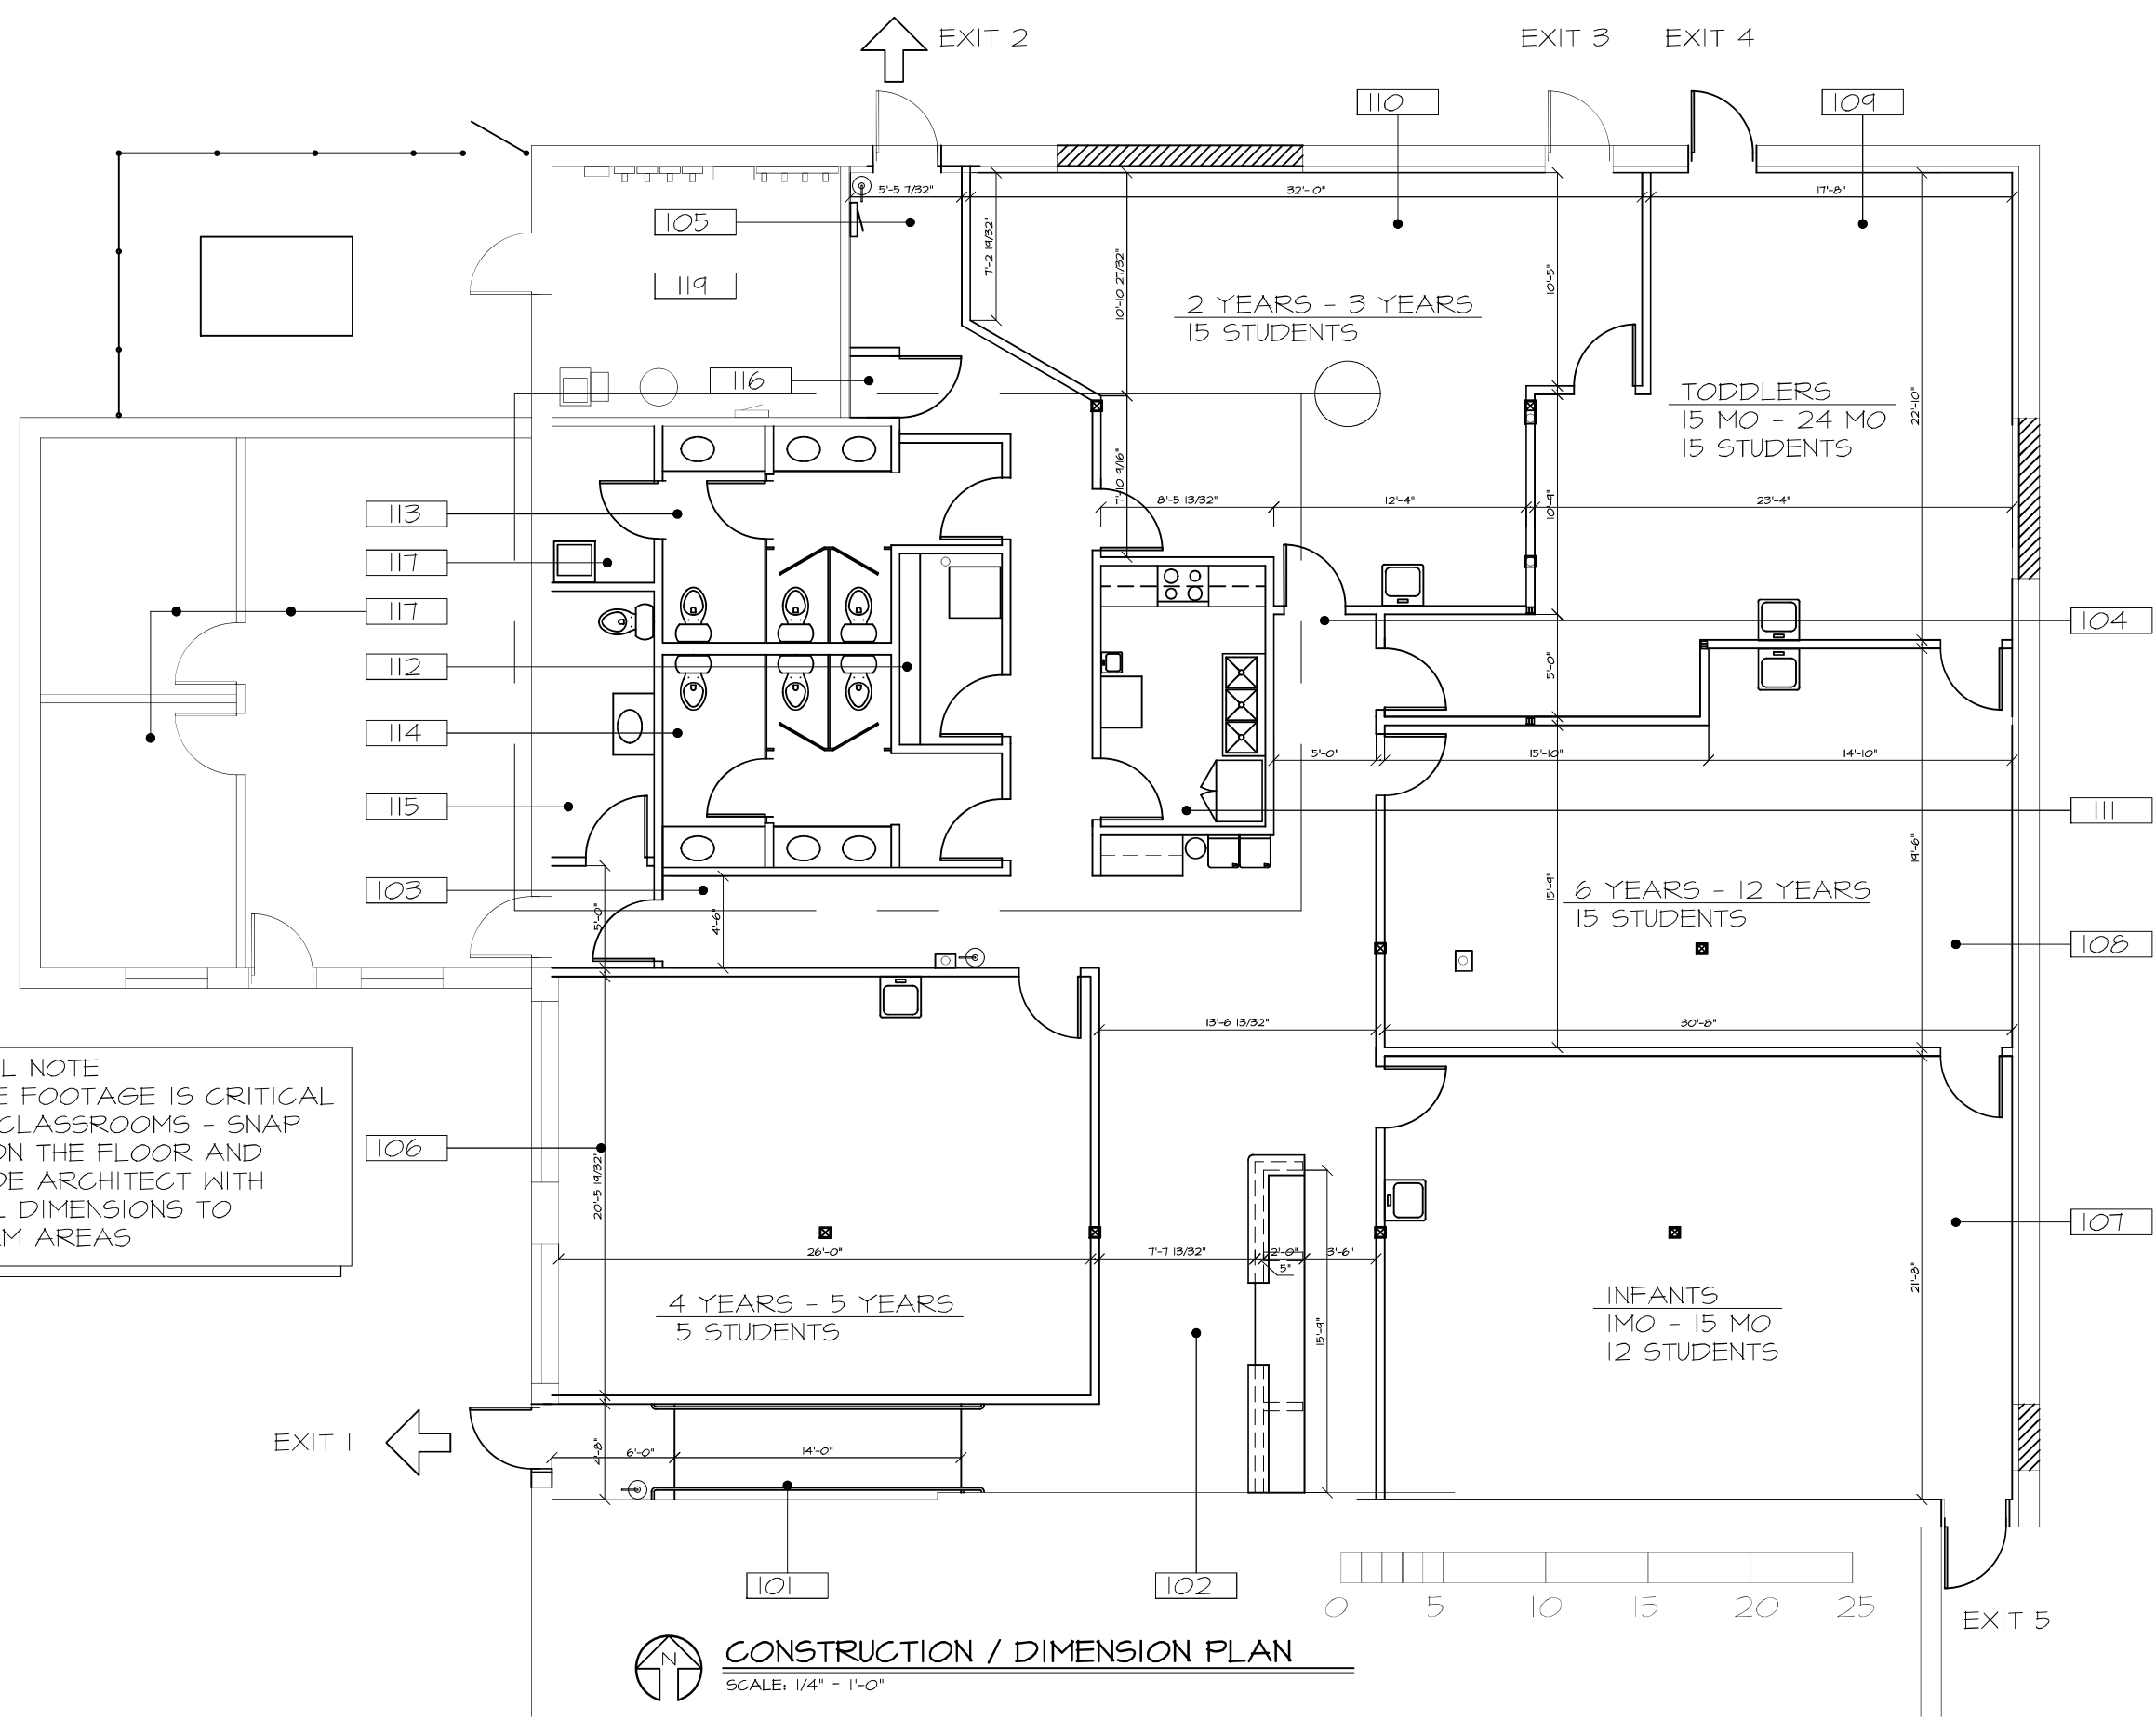 EXIT 2
EXIT 3
EXIT 4
110
109
5'-5 7/32"
32'-10"
17'-8"
105
7'-2 19/32"
10'-10 27/32"
10'-5"
119
2 YEARS - 3 YEARS
15 STUDENTS
116
TODDLERS
15 MO - 24 MO
15 STUDENTS
22'-10"
7'-10 9/16"
8'-5 13/32"
12'-4"
10'-9"
23'-4"
113
117
117
104
112
5'-0"
114
5'-0"
15'-10"
14'-10"
115
111
103
5'-0"
4'-6"
15'-9"
19'-6"
6 YEARS - 12 YEARS
15 STUDENTS
108
13'-6 13/32"
30'-8"
L NOTE
E FOOTAGE IS CRITICAL
CLASSROOMS - SNAP
ON THE FLOOR AND
DE ARCHITECT WITH
L DIMENSIONS TO
RM AREAS
106
20'-5 19/32"
107
26'-0"
7'-7 13/32"
2'-0"
3'-6"
5"
21'-8"
4 YEARS - 5 YEARS
15 STUDENTS
15'-9"
INFANTS
1MO - 15 MO
12 STUDENTS
EXIT 1
4'-8"
6'-0"
14'-0"
101
102
0 5 10 15 20 25
EXIT 5
N
CONSTRUCTION / DIMENSION PLAN
SCALE: 1/4" = 1'-0"